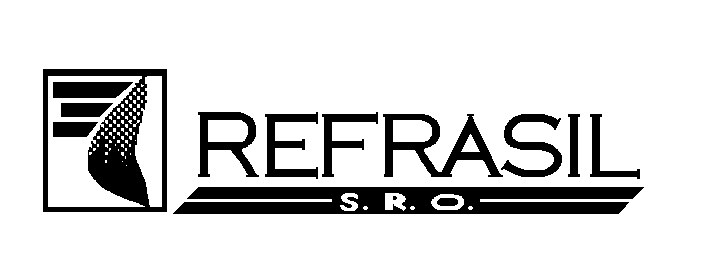 REFRASIL
S. R. O.